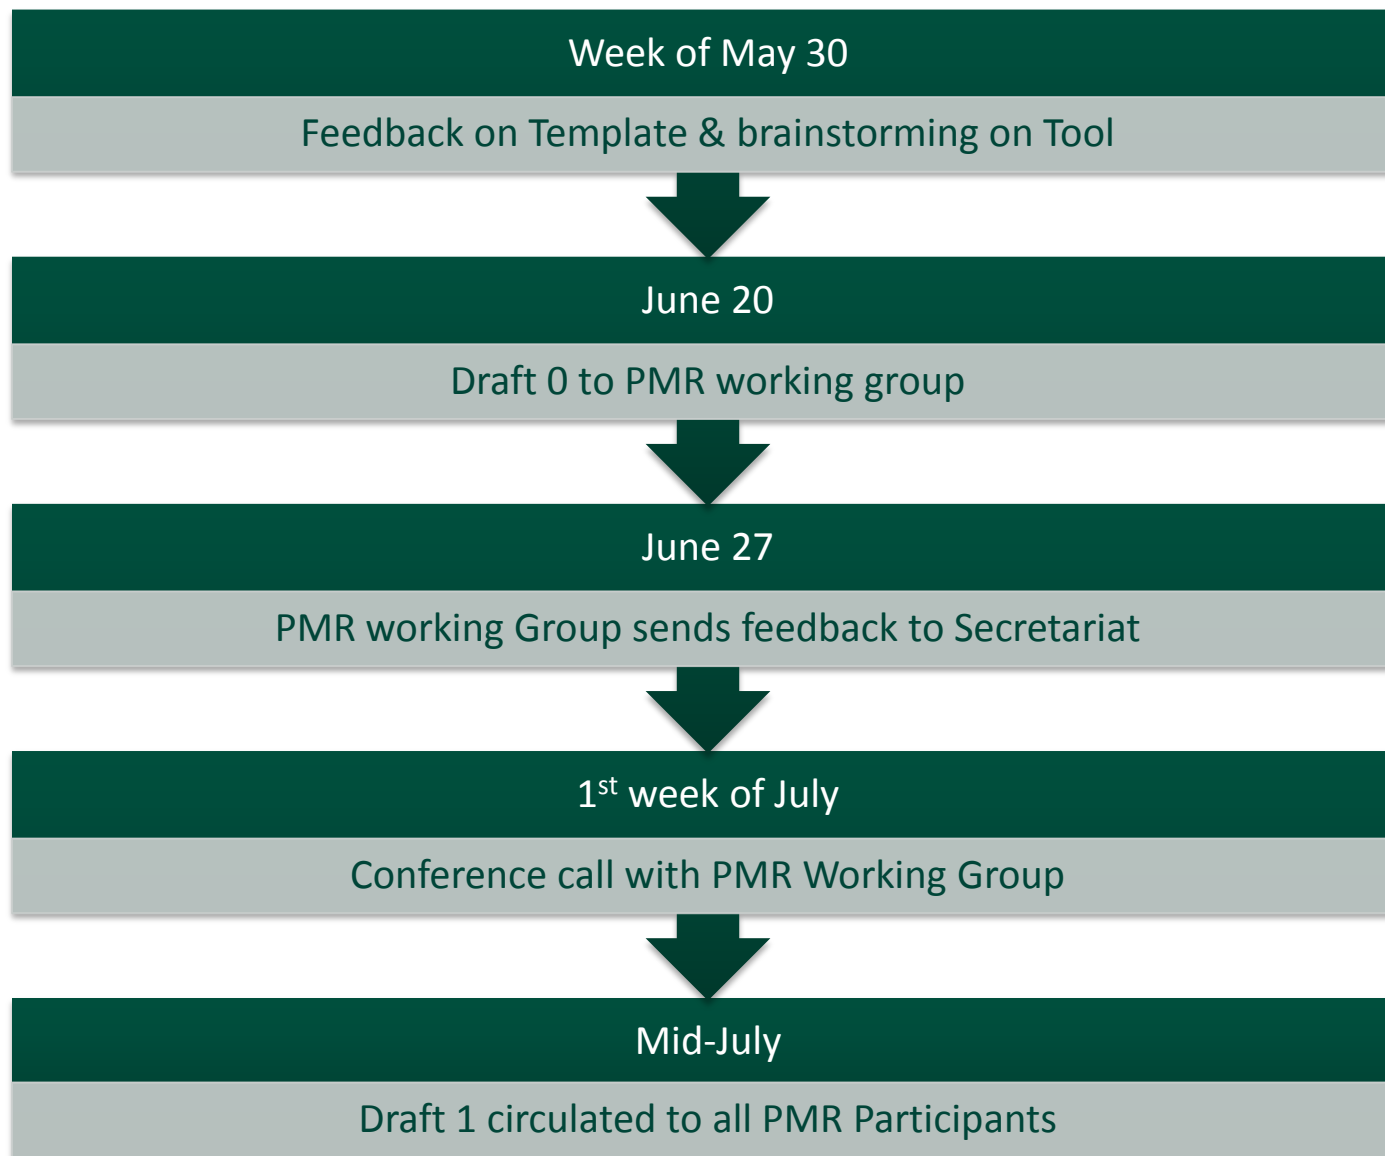 Week of May 30
Feedback on Template & brainstorming on Tool
June 20
Draft 0 to PMR working group
June 27
PMR working Group sends feedback to Secretariat
1st week of July
Conference call with PMR Working Group
Mid-July
Draft 1 circulated to all PMR Participants